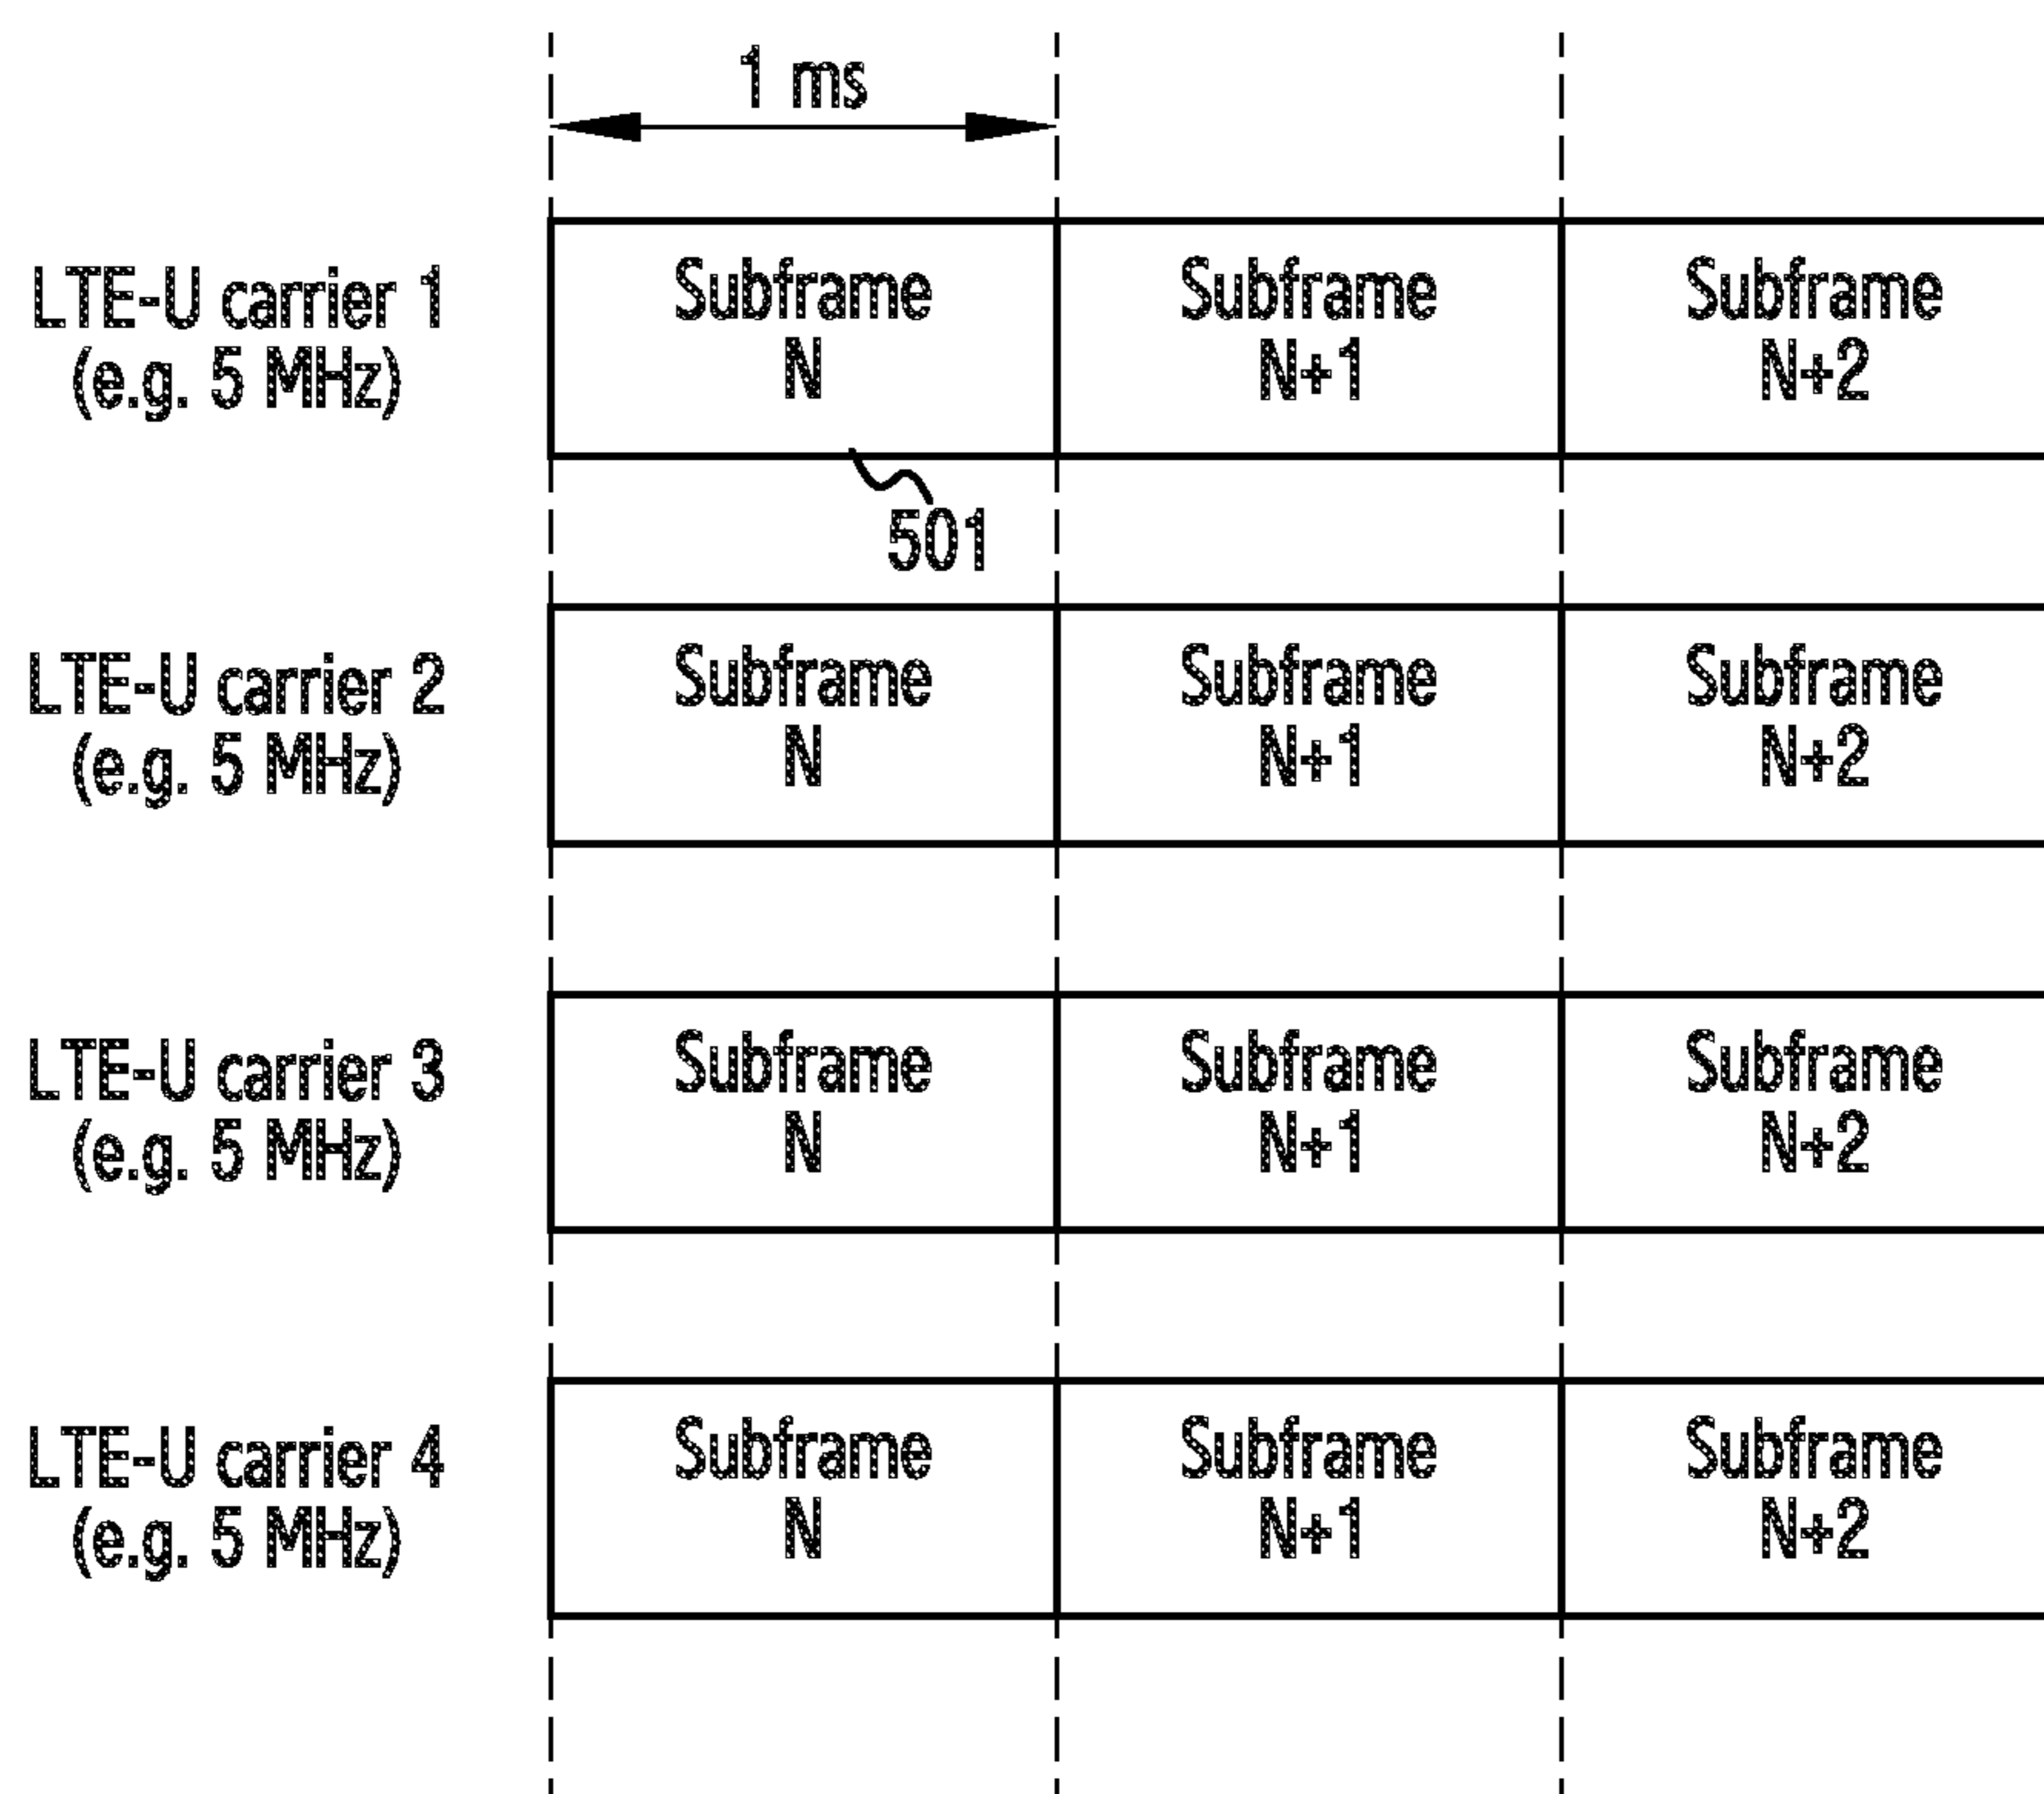 1 ms
LTE-U carrier 1
(e.g. 5 MHz)
Subframe
N
Subframe
N+1
Subframe
N+2
501
LTE-U carrier 2
(e.g. 5 MHz)
Subframe
N
Subframe
N+1
Subframe
N+2
LTE-U carrier 3
(e.g. 5 MHz)
Subframe
N
Subframe
N+1
Subframe
N+2
LTE-U carrier 4
(e.g. 5 MHz)
Subframe
N
Subframe
N+1
Subframe
N+2